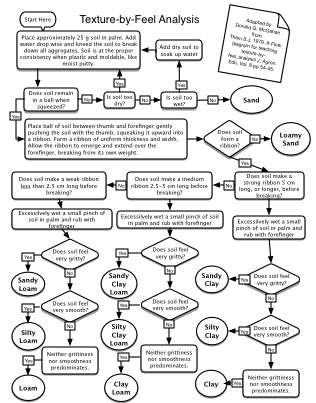 Start Here
Texture-by-Feel Analysis
Adapted by
Donald G. McGahan
from
Thein S.J. 1979. A Flow
diagram for teaching
texture-by-
feel analysis J. Agron.
Edu. Vol. 8 pp 54-55.
Place approximately 25 g soil in palm. Add
water drop wise and knead the soil to break
down all aggregates. Soil is at the proper
consistency when plastic and moldable, like
moist putty.
Add dry soil to
soak up water
Yes
Yes
Does soil remain
in a ball when
squeezed?
No
Is soil too
dry?
No
Is soil too
wet?
No
Sand
Yes
Place ball of soil between thumb and forefinger gently
pushing the soil with the thumb, squeaking it upward into
a ribbon. Form a ribbon of uniform thickness and width.
Allow the ribbon to emerge and extend over the
forefinger, breaking from its own weight.
Does soil
form a
ribbon?
No
Loamy
Sand
Yes
Does soil make a weak ribbon
less than 2.5 cm long before
breaking?
No
Does soil make a medium
ribbon 2.5-5 cm long before
breaking?
No
Does soil make a
strong ribbon 5 cm
long, or longer, before
breaking?
Excessively wet a small pinch of
soil in palm and rub with
forefinger
Excessively wet a small pinch of soil
in palm and rub with forefinger
Excessively wet a small
pinch of soil in palm and
rub with forefinger
Yes
Does soil feel
very gritty?
Yes
Does soil feel
very gritty?
Yes
Does soil feel
very gritty?
Sandy
Loam
No
Sandy
Clay
Loam
No
Sandy
Clay
No
Yes
Does soil feel
very smooth?
Yes
Does soil feel
very smooth?
Yes
Does soil feel
very smooth?
Silty
Loam
No
Silty
Clay
Loam
No
Silty
Clay
No
Loam
Yes
Neither grittiness
nor smoothness
predominates.
Clay
Loam
Yes
Neither grittiness
nor smoothness
predominates.
Clay
Yes
Neither grittiness
nor smoothness
predominates.